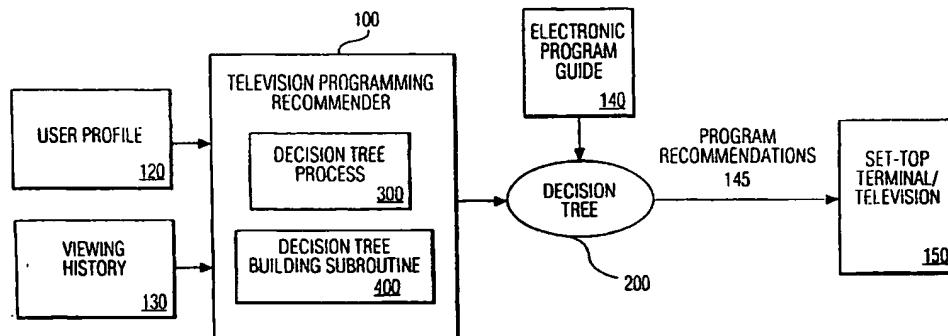 100
TELEVISION PROGRAMMING
RECOMMENDER
USER PROFILE
120
VIEWING
HISTORY
130
DECISION TREE
PROCESS
300
DECISION TREE
BUILDING SUBROUTINE
400
ELECTRONIC
PROGRAM
GUIDE
140
DECISION
TREE
200
PROGRAM
RECOMMENDATIONS
145
SET-TOP
TERMINAL/
TELEVISION
150